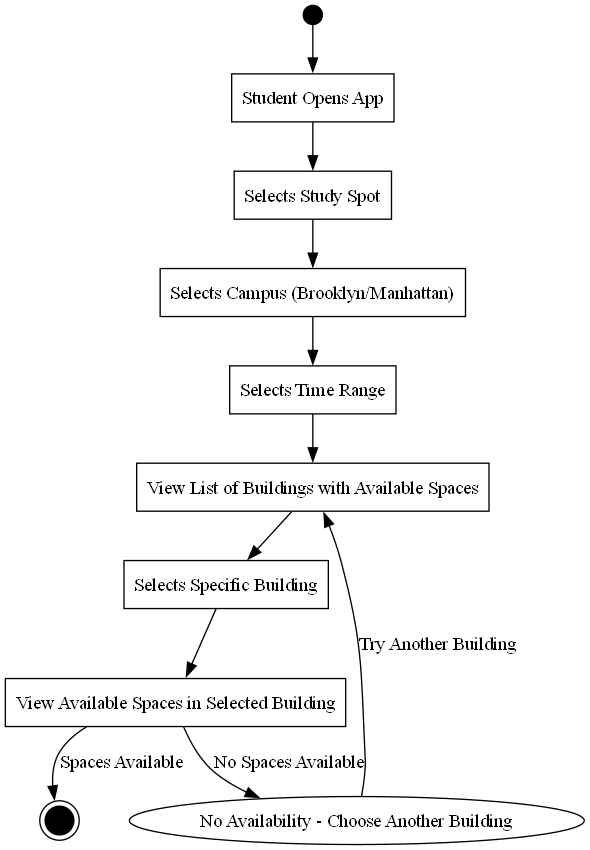 Student Opens App
Selects Study Spot
Selects Campus (Brooklyn/Manhattan)
Selects Time Range
View List of Buildings with Available Spaces
Selects Specific Building
Try Another Building
View Available Spaces in Selected Building
Spaces Available
No Spaces Available
No Availability - Choose Another Building